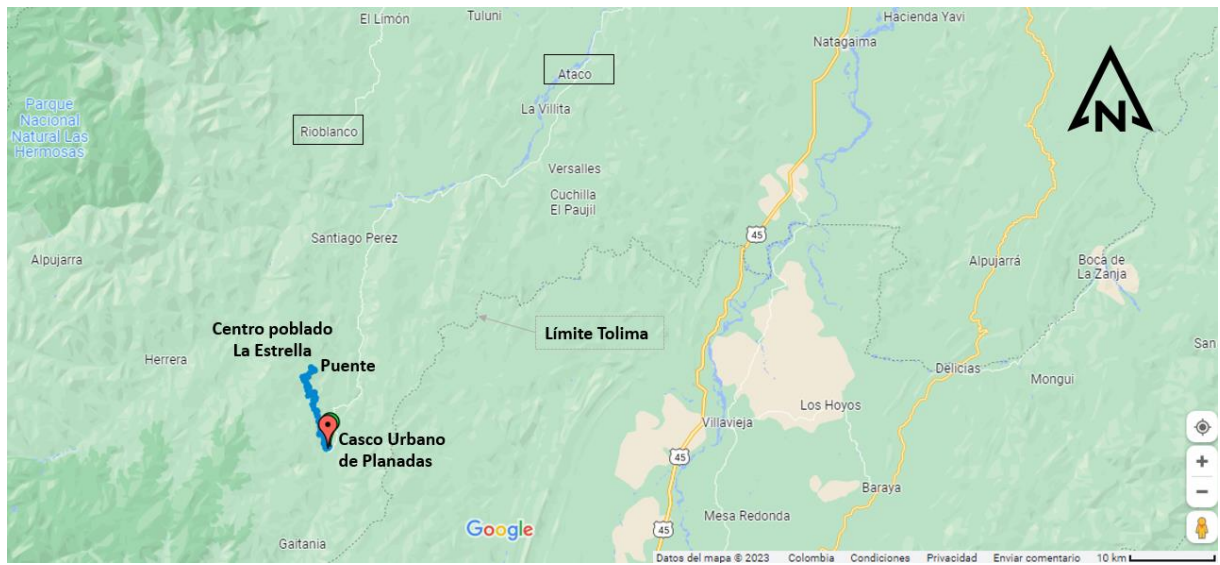 El Limón
Tuluni
Hacienda Yavi
Natagaima
Ataco
N
Parque
Nacional
Natural Las
Hermosas
La Villita
Rioblanco
Versalles
Cuchilla
El Paujil
Santiago Perez
45
Alpujarra
Alpujarrá
Boca de
La Zanja
Centro poblado
La Estrella
Límite Tolima
Puente
Herrera
San
Delicias
Mongui
Los Hoyos
Villavieja
Casco Urbano
de Planadas
45
Baraya
Mesa Redonda
Google
45
Gaitania
Datos del mapa © 2023 Colombia Condiciones Privacidad Enviar comentario 10 km